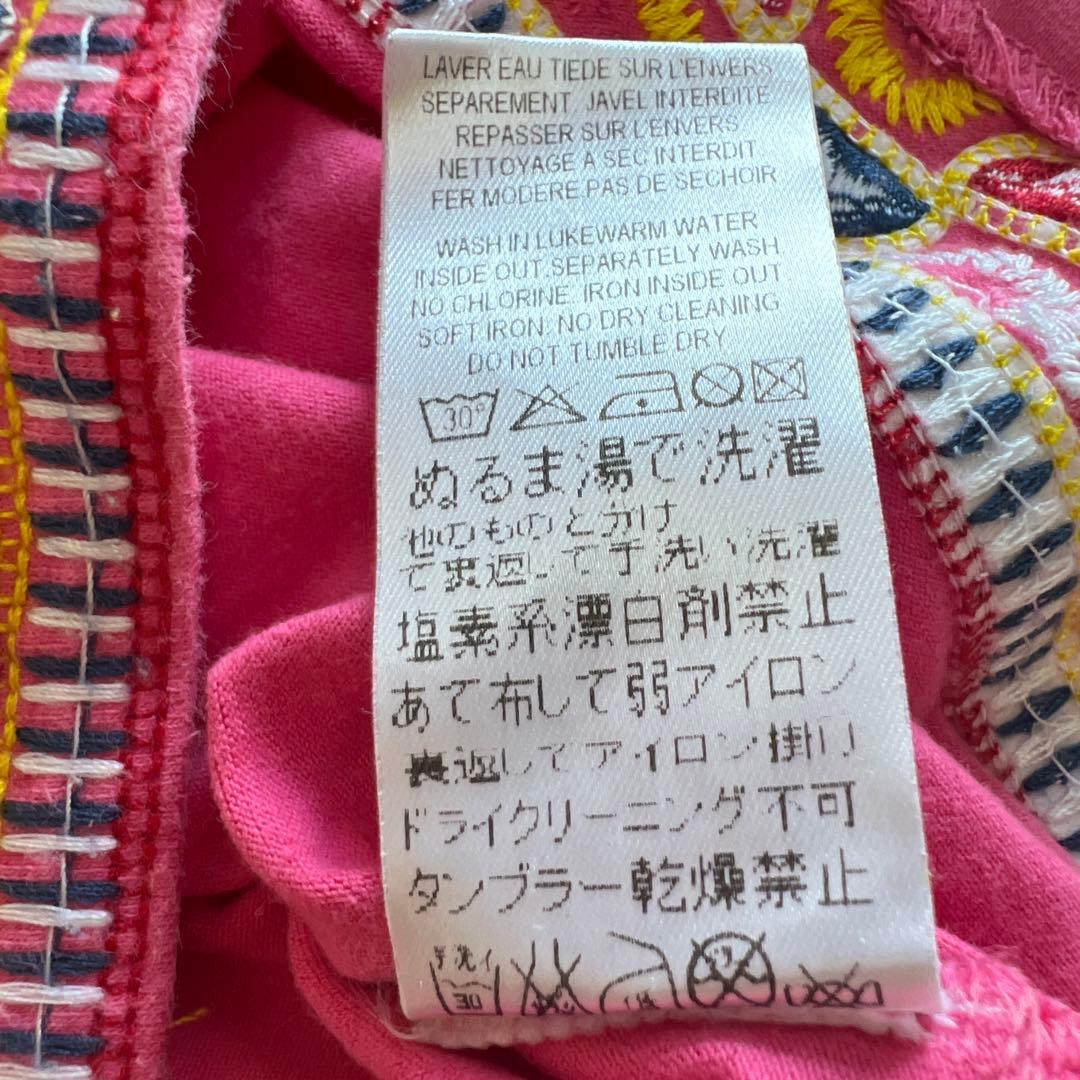 LAVER EAU TIEDE SUR L'ENVERS
SEPAREMENT. JAVEL INTERDITE
REPASSER SUR L'ENVERS
NETTOYAGE A SEC INTERDIT
FER MODERE.PAS DE SECHOIR
WASH IN LUKEWARM WATER
INSIDE OUT.SEPARATELY WASH
NO CHLORINE. IRON INSIDE OUT
SOFT IRON. NO DRY CLEANING
DO NOT TUMBLE DRY
30°
ぬるま湯で洗濯
他のものと分け
て裏返して手洗い洗濯
塩素系漂白剤禁止
あて布して弱アイロン
裏返してアイロン掛け
ドライクリーニング不可
タンブラー乾燥禁止
手洗イ
30